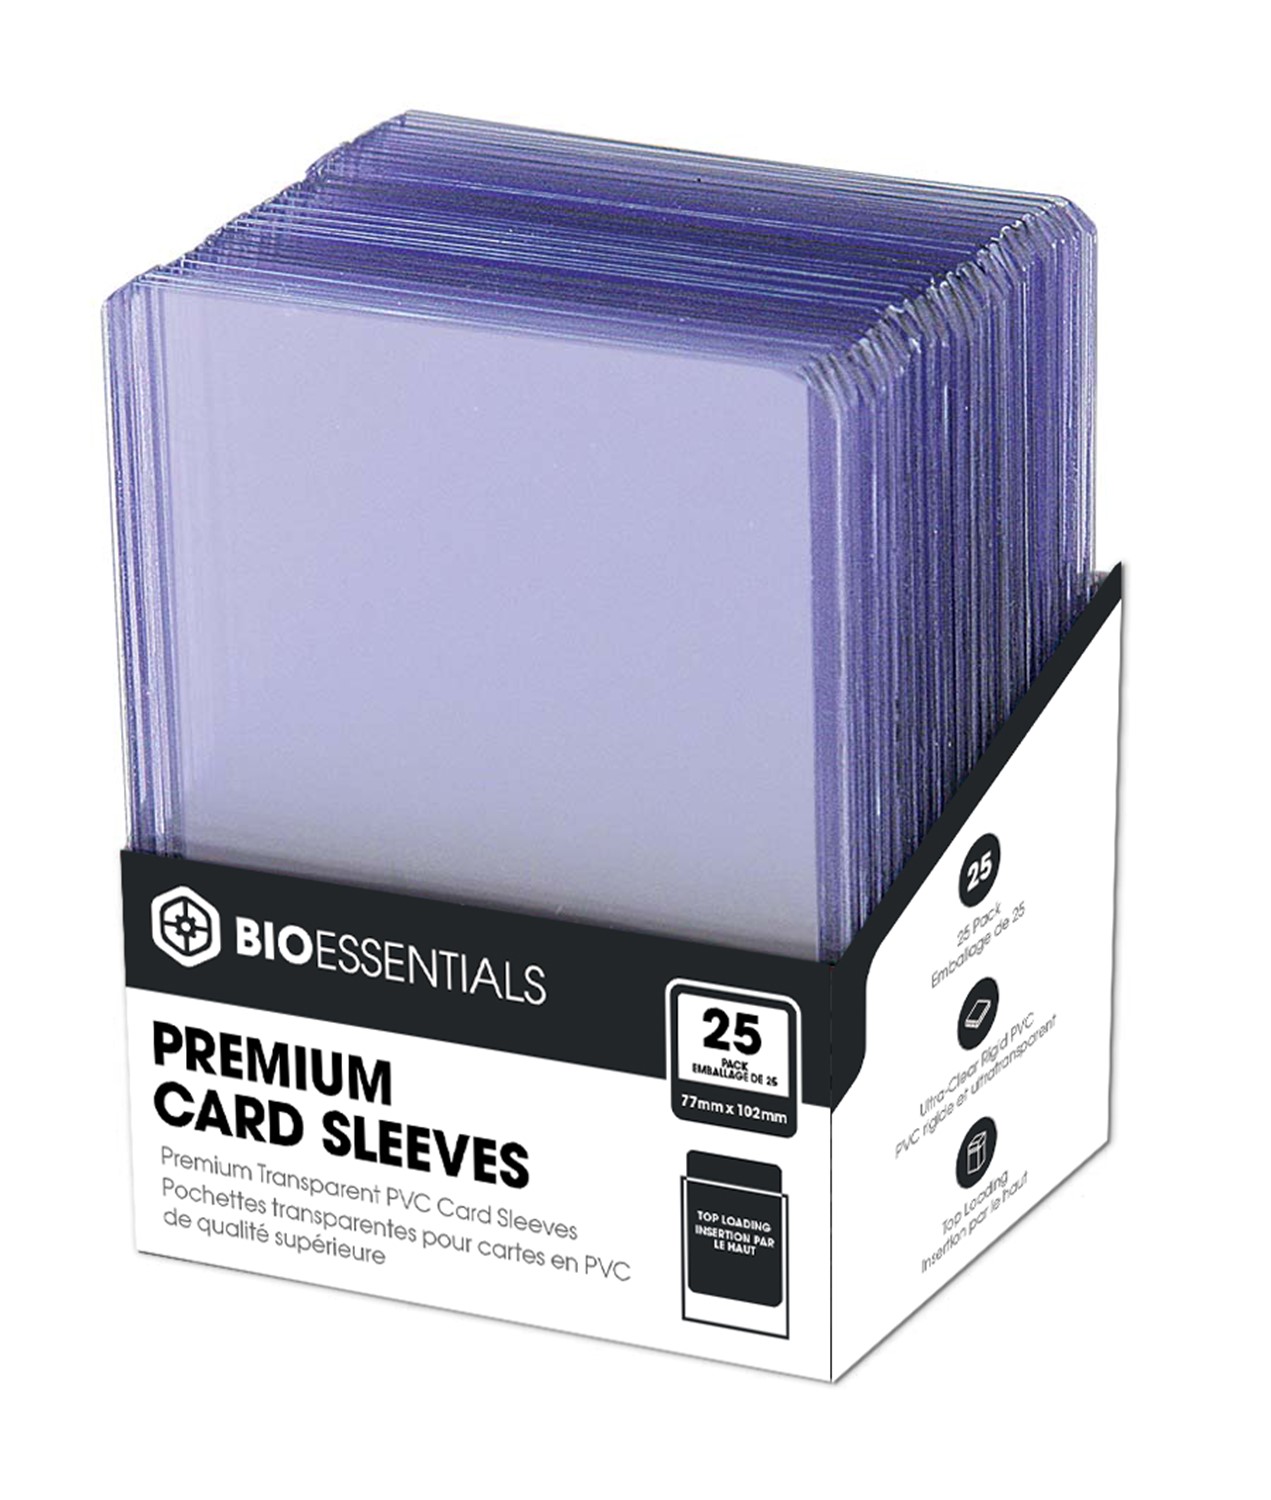 BIOESSENTIALS
PREMIUM
CARD SLEEVES
Premium Transparent PVC Card Sleeves
Pochettes transparentes pour cartes en PVC
de qualité supérieure
25
PACK
EMBALLAGE DE 25
77mm x 102mm
TOP LOADING
INSERTION PAR
LE HAUT
25
25 Pack
Emballage de 25
Ultra-Clear Rigid PVC
PVC rigide et ultratransparent
Top Loading
Insertion par le haut